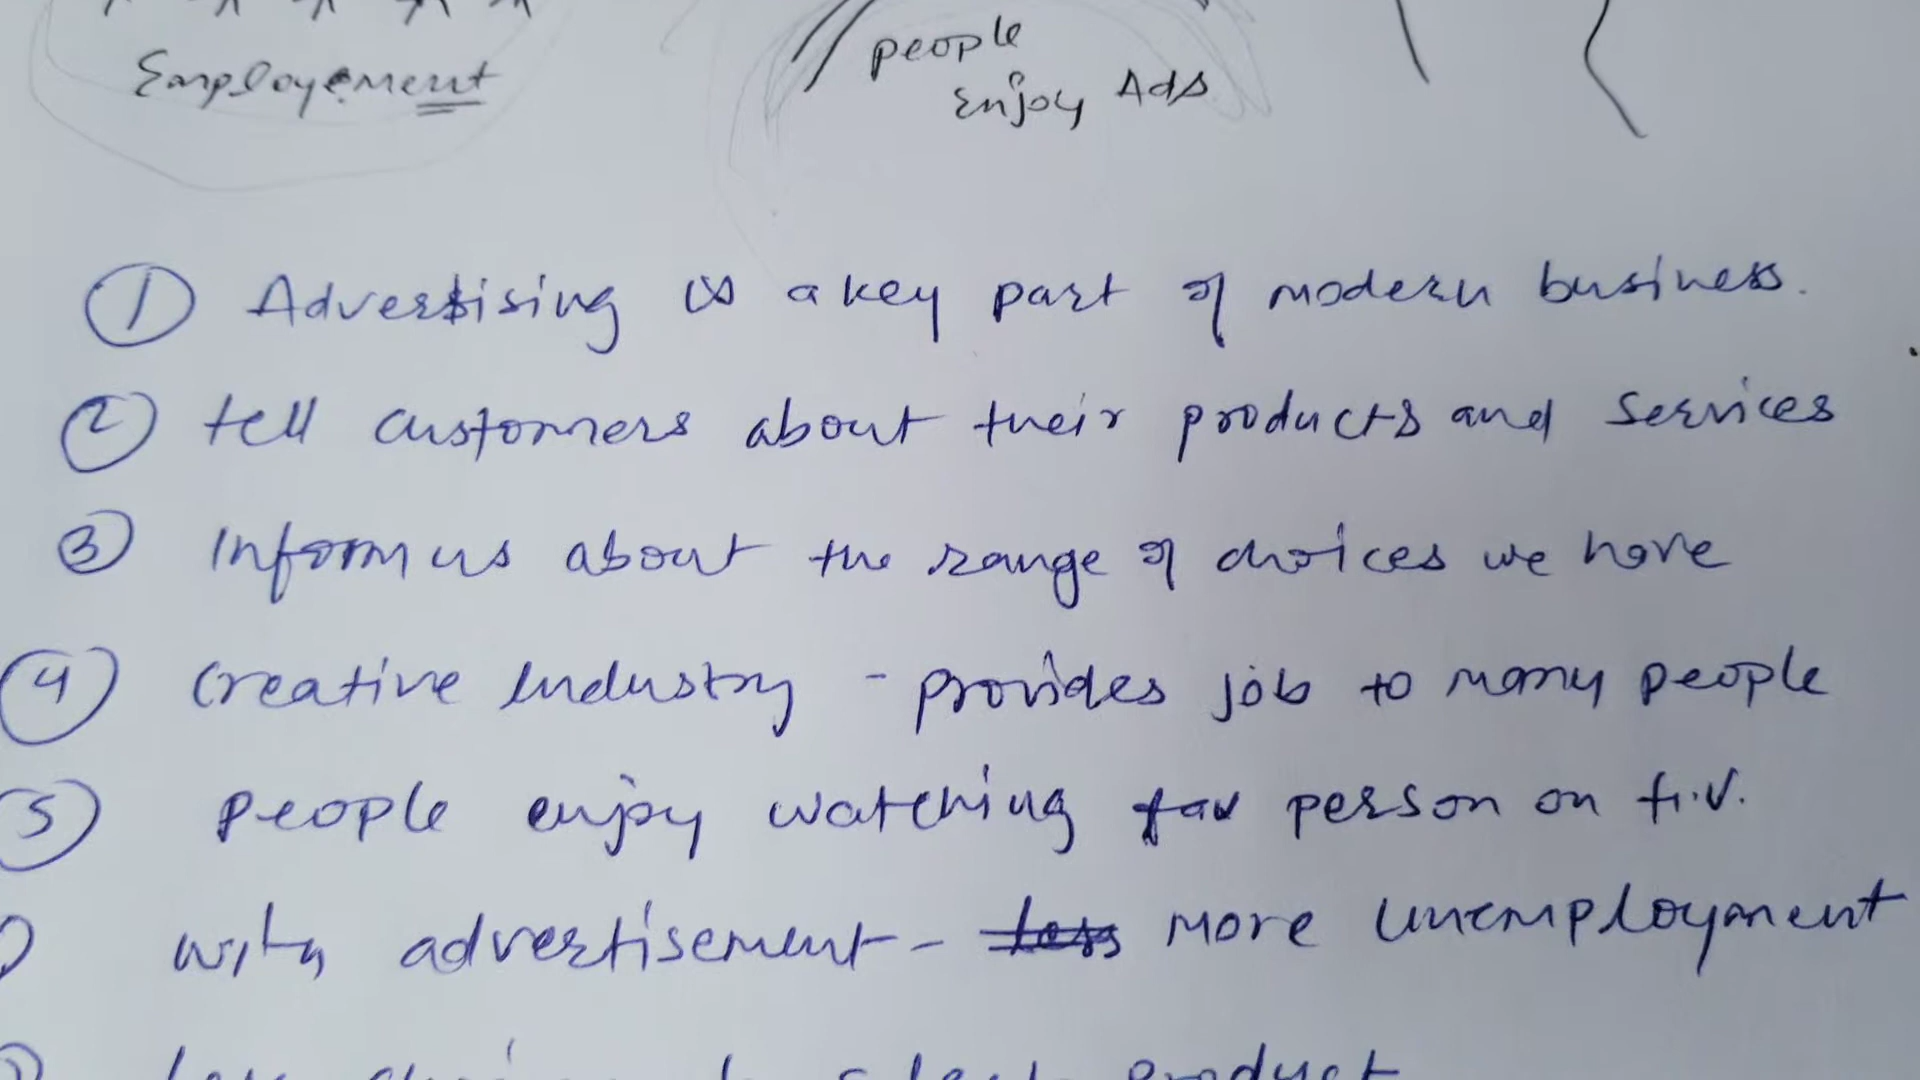 Employement
people
Enjoy Ads
① Advertising is a key part of modern business.
② tell customers about their products and services
③ Inform us about the range of choices we have
④ Creative Industry - provides job to many people
⑤ people enjoy watching fav person on T.V.
with advertisement - less more unemployment
product